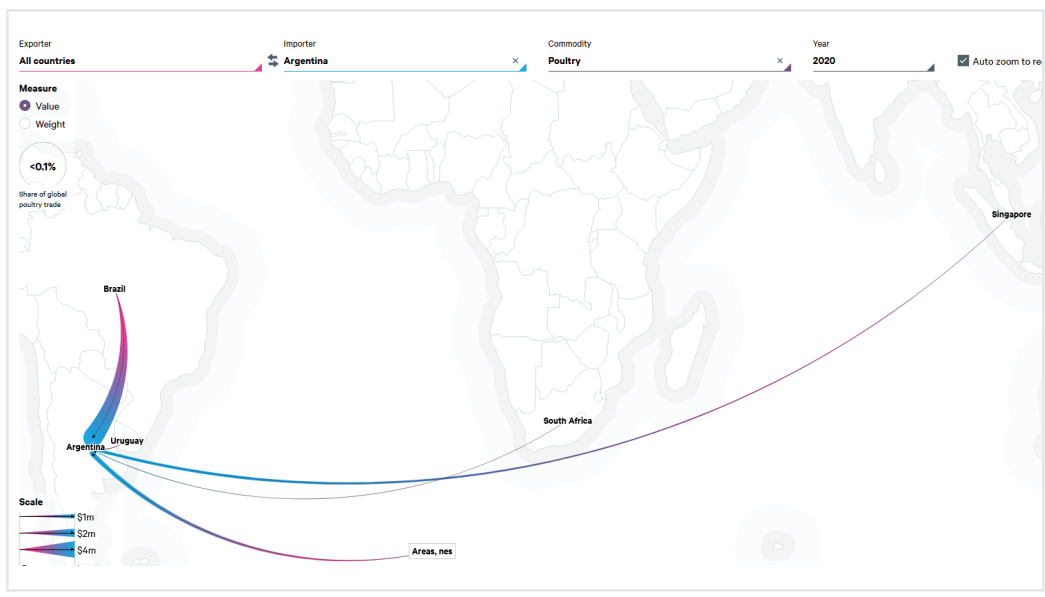 Exporter
All countries
Importer
Argentina
×
Commodity
Poultry
×
Year
2020
Auto zoom to re
Measure
Value
Weight
<0.1%
Share of global
poultry trade
Singapore
Brazil
South Africa
Uruguay
Argentina
Scale
$1m
$2m
$4m
Areas, nes